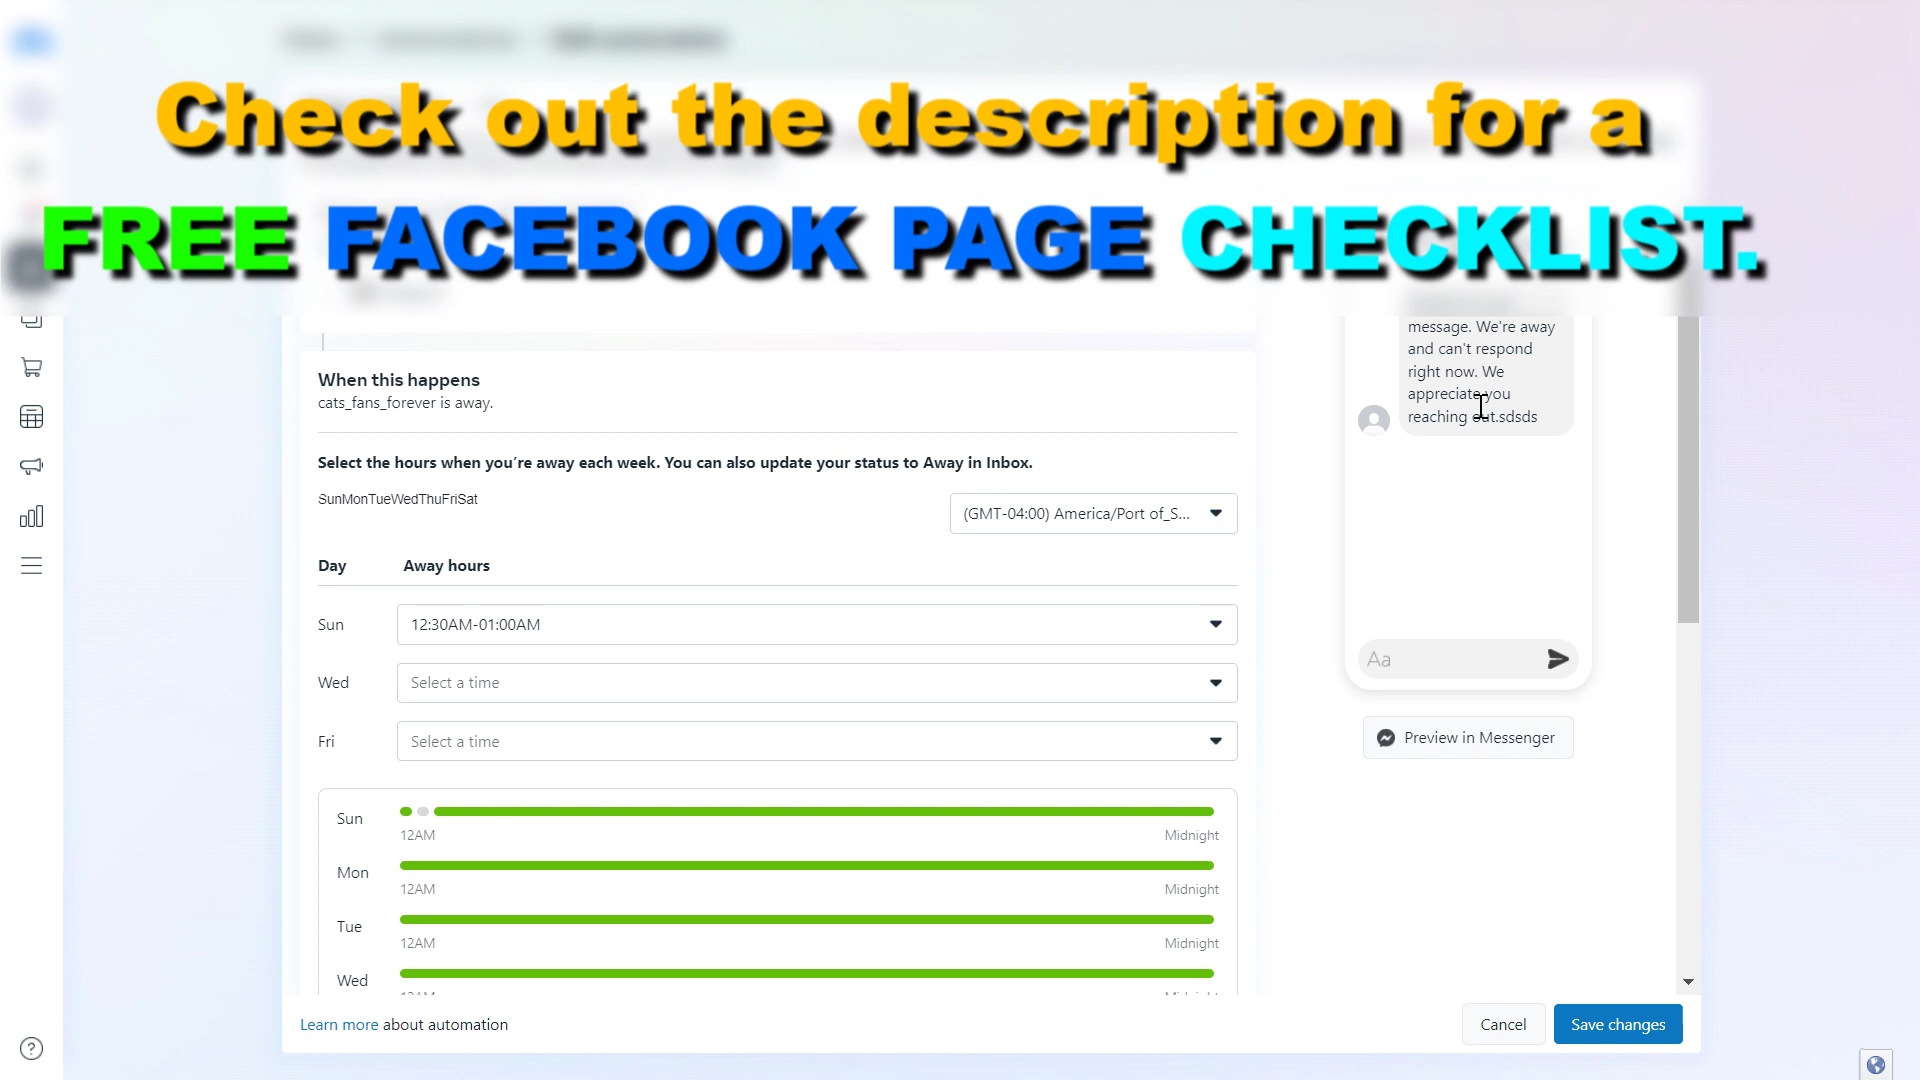 Check out the description for a
FREE FACEBOOK PAGE CHECKLIST.
message. We're away
and can't respond
right now. We
appreciate you
reaching out.sdsds
When this happens
cats_fans_forever is away.
Select the hours when you're away each week. You can also update your status to Away in Inbox.
SunMonTueWedThuFriSat
(GMT-04:00) America/Port of_S...
Day Away hours
Sun 12:30AM-01:00AM
Wed Select a time
Fri Select a time
Aa
Preview in Messenger
Sun
12AM Midnight
Mon
12AM Midnight
Tue
12AM Midnight
Wed
Learn more about automation
Cancel
Save changes